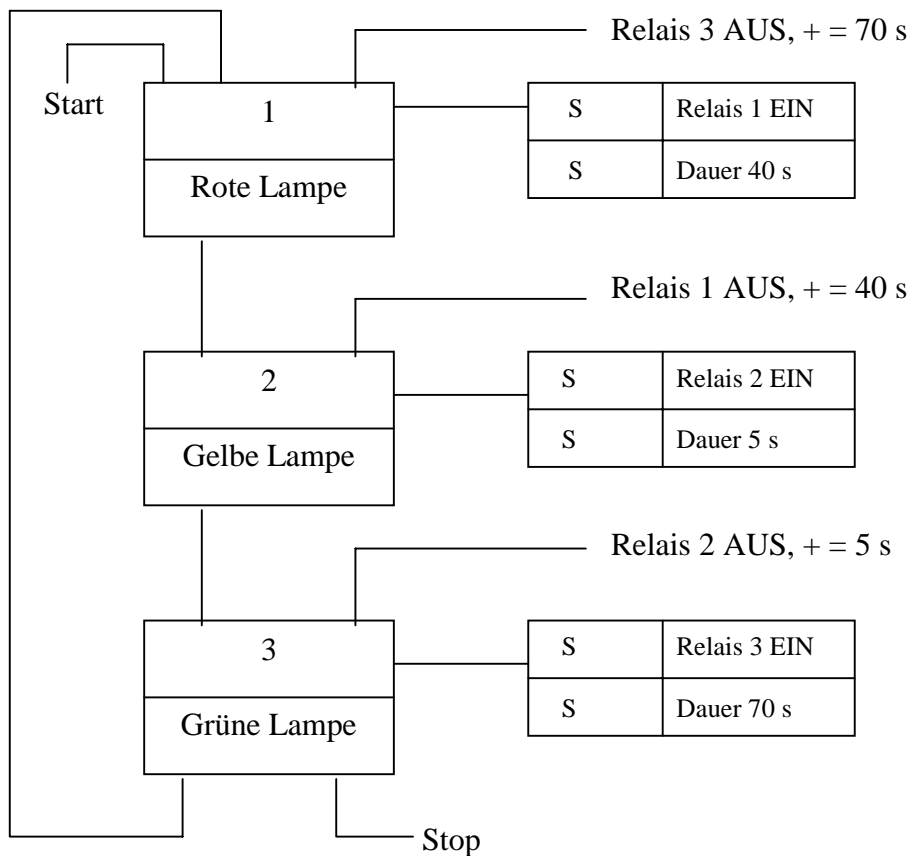 Relais 3 AUS, + = 70 s
Start
1
Rote Lampe
S Relais 1 EIN
S Dauer 40 s
Relais 1 AUS, + = 40 s
2
Gelbe Lampe
S Relais 2 EIN
S Dauer 5 s
Relais 2 AUS, + = 5 s
3
Grüne Lampe
S Relais 3 EIN
S Dauer 70 s
Stop